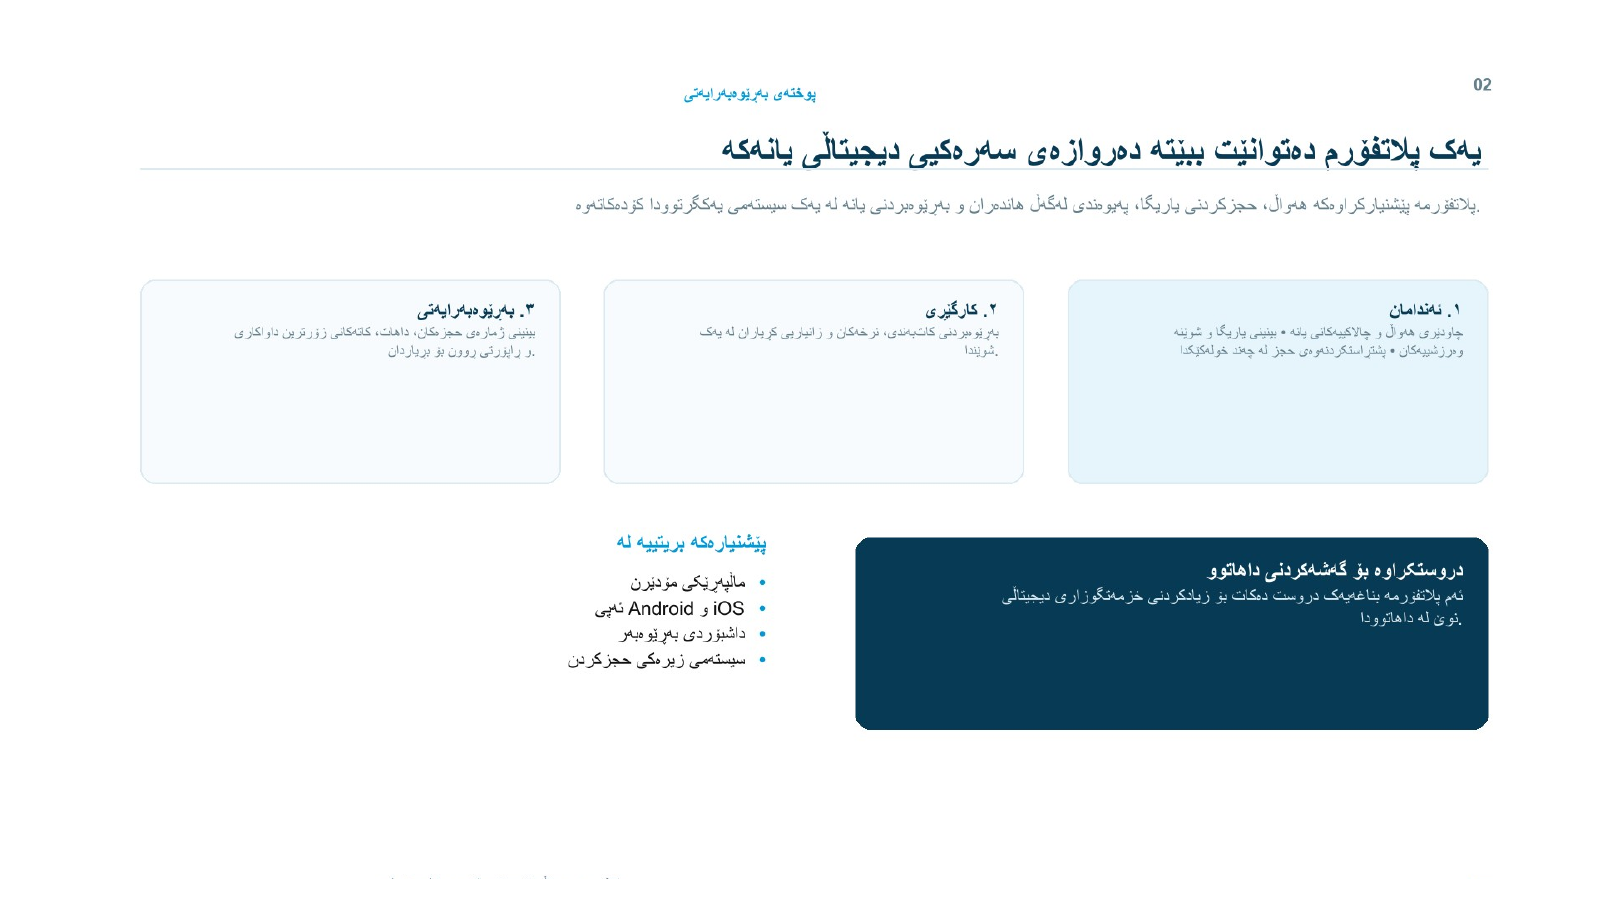 02
پوختەی بەڕێوەبەرایەتی
یەک پلاتفۆرم دەتوانێت ببێتە دەروازەی سەرەکیی دیجیتاڵی یانەکە
پلاتفۆرمە پێشنیارکراوەکە هەواڵ، حجزکردنی یاریگا، پەیوەندی لەگەڵ هاندەران و بەڕێوەبردنی یانە لە یەک سیستەمی یەکگرتوودا کۆدەکاتەوە.
١. ئەندامان
چاودێری هەواڵ و چالاکییەکانی یانە • بینینی یاریگا و شوێنە
وەرزشییەکان • پشتڕاستکردنەوەی حجز لە چەند خولەکێکدا
٢. کارگێڕی
بەڕێوەبردنی کاتبەندی، نرخەکان و زانیاریی کڕیاران لە یەک
شوێندا.
٣. بەڕێوەبەرایەتی
بینینی ژمارەی حجزەکان، داهات، کاتەکانی زۆرترین داواکاری
و ڕاپۆرتی ڕوون بۆ بڕیاردان.
دروستکراوە بۆ گەشەکردنی داهاتوو
ئەم پلاتفۆرمە بناغەیەک دروست دەکات بۆ زیادکردنی خزمەتگوزاری دیجیتاڵی
نوێ لە داهاتوودا.
پێشنیارەکە بریتییە لە
• ماڵپەڕێکی مۆدێرن
• ئەپی Android و iOS
• داشبۆردی بەڕێوەبەر
• سیستەمی زیرەکی حجزکردن